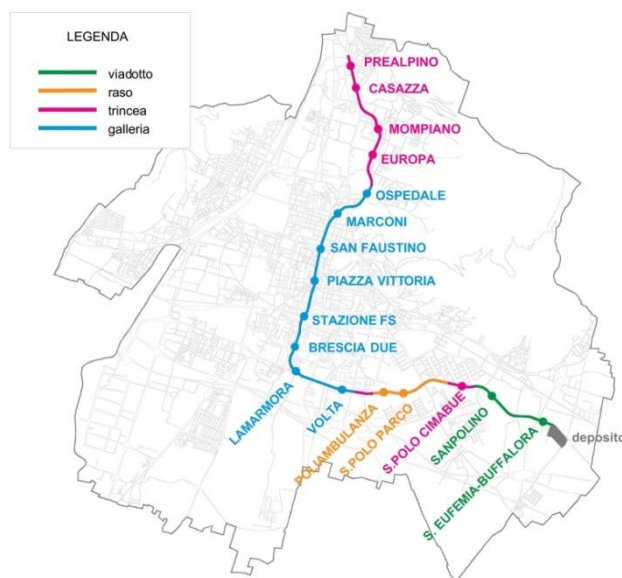 LEGENDA
viadotto
raso
trincea
galleria
PREALPINO
CASAZZA
MOMPIANO
EUROPA
OSPEDALE
MARCONI
SAN FAUSTINO
PIAZZA VITTORIA
STAZIONE FS
BRESCIA DUE
LAMARMORA
VOLTA
POLIAMBULANZA
S.POLO PARCO
S.POLO CIMABUE
SANPOLINO
S. EUFEMIA-BUFFALORA
deposito